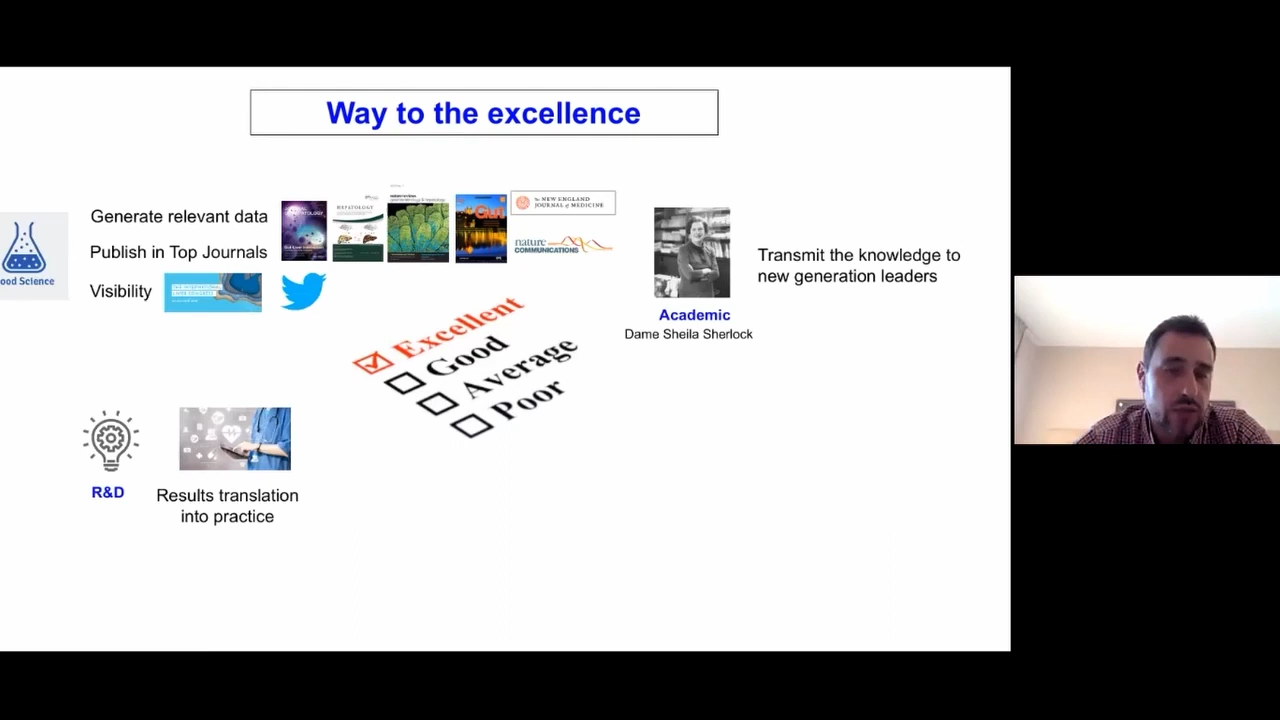 Way to the excellence
Generate relevant data
Publish in Top Journals
Visibility
ood Science
HEPATOLOGY
Gut
The NEW ENGLAND
JOURNAL of MEDICINE
nature
COMMUNICATIONS
Excellent
Good
Average
Poor
Academic
Dame Sheila Sherlock
Transmit the knowledge to
new generation leaders
R&D
Results translation
into practice